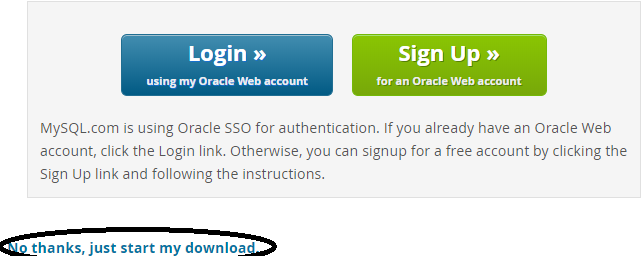 Login » Sign Up »
using my Oracle Web account for an Oracle Web account
MySQL.com is using Oracle SSO for authentication. If you already have an Oracle Web
account, click the Login link. Otherwise, you can signup for a free account by clicking the
Sign Up link and following the instructions.
No thanks, just start my download.